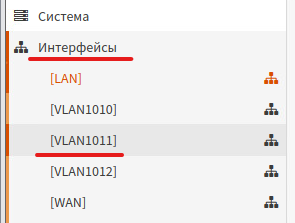 Система
Интерфейсы
[LAN]
[VLAN1010]
[VLAN1011]
[VLAN1012]
[WAN]